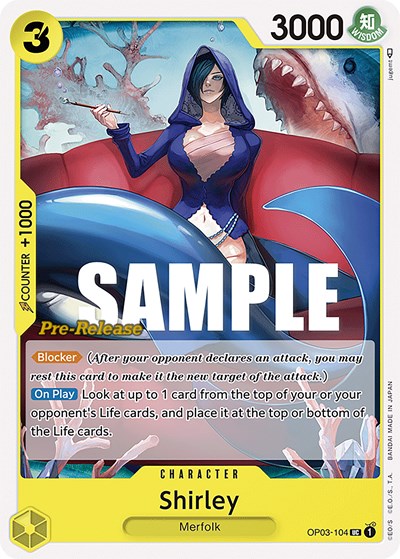 3
3000
知
WISDOM
jugeem†
COUNTER +1000
SAMPLE
Pre-Release
Blocker (After your opponent declares an attack, you may
rest this card to make it the new target of the attack.)
On Play Look at up to 1 card from the top of your or your
opponent's Life cards, and place it at the top or bottom of
the Life cards.
CHARACTER
Shirley
Merfolk
OP03-104 UC 1
©E.O./S., T.A. BANDAI MADE IN JAPAN
©E/O/S